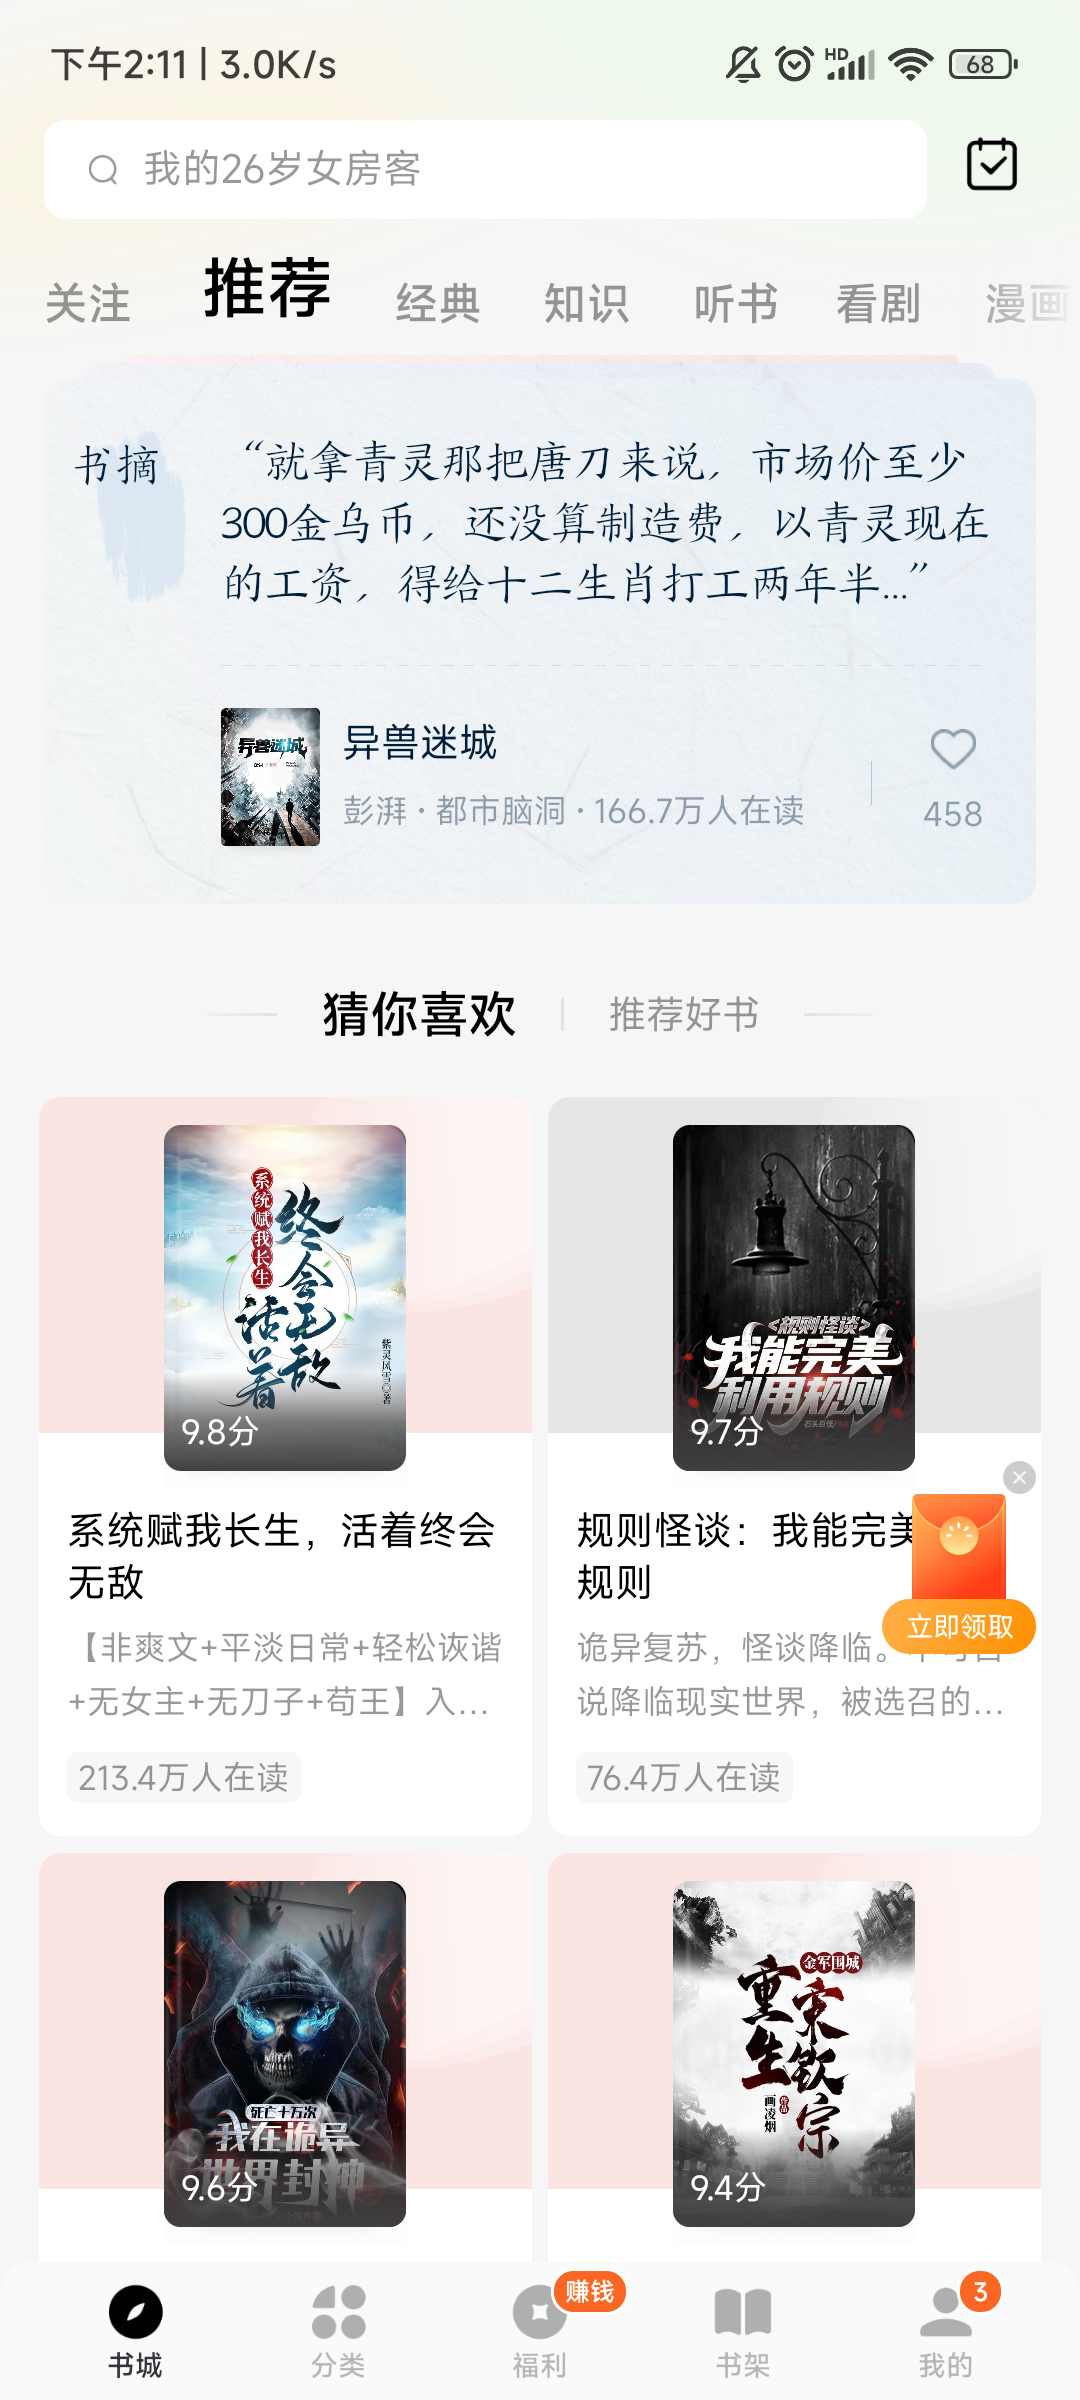 下午2:11 | 3.0K/s
HD
68
我的26岁女房客
关注
推荐
经典
知识
听书
看剧
漫画
书摘
“就拿青灵那把唐刀来说，市场价至少
300金乌币，还没算制造费，以青灵现在
的工资，得给十二生肖打工两年半...”
异兽迷城
异兽迷城
彭湃·都市脑洞·166.7万人在读
458
猜你喜欢
推荐好书
系统赋我长生
活着
终会无敌
紫灵风雪 著
9.8分
系统赋我长生，活着终会
无敌
【非爽文+平淡日常+轻松诙谐
+无女主+无刀子+苟王】入...
213.4万人在读
<规则怪谈>
我能完美
利用规则
9.7分
规则怪谈：我能完美
规则
诡异复苏，怪谈降临。
说降临现实世界，被选召的...
76.4万人在读
立即领取
死亡十万次
我在诡异
世界封神
9.6分
金军围城
重生
宋钦宗
画凌烟
9.4分
书城
分类
福利
赚钱
书架
我的
3